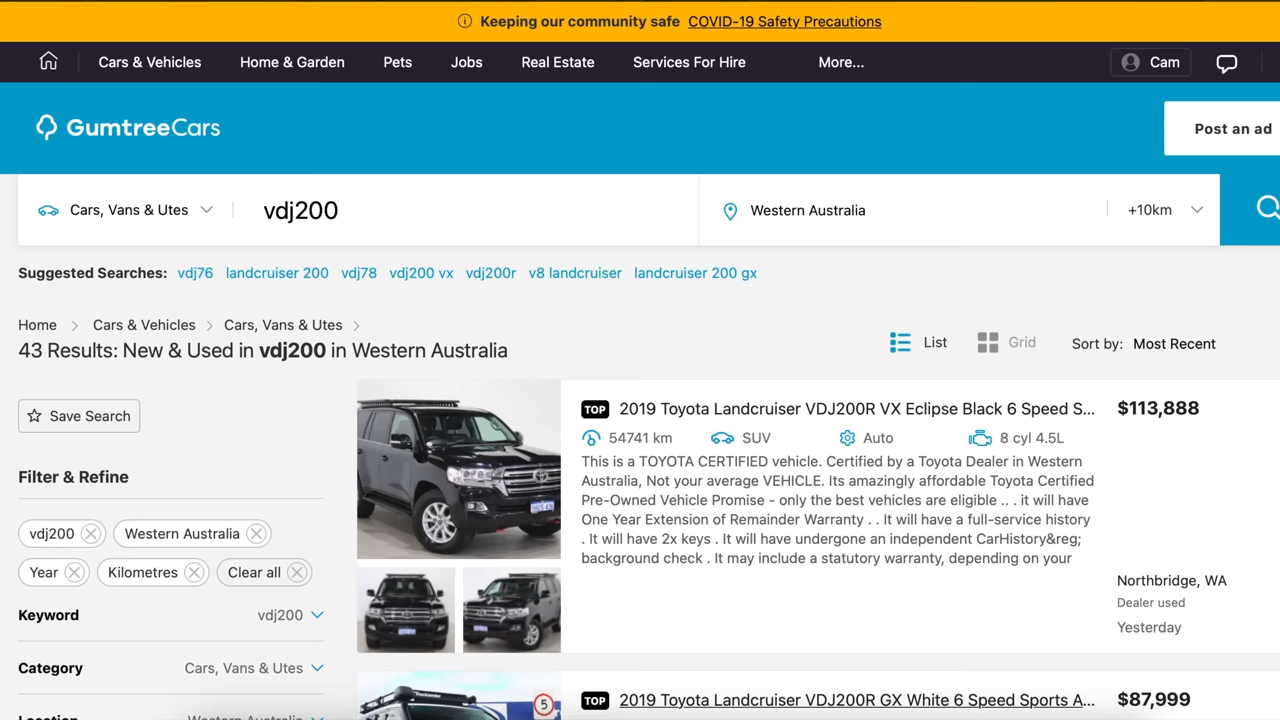 Keeping our community safe COVID-19 Safety Precautions
Cars & Vehicles Home & Garden Pets Jobs Real Estate Services For Hire More... Cam
GumtreeCars
Post an ad
Cars, Vans & Utes vdj200 Western Australia +10km
Suggested Searches: vdj76 landcruiser 200 vdj78 vdj200 vx vdj200r v8 landcruiser landcruiser 200 gx
Home Cars & Vehicles Cars, Vans & Utes
43 Results: New & Used in vdj200 in Western Australia
List Grid Sort by: Most Recent
Save Search
Filter & Refine
vdj200 Western Australia
Year Kilometres Clear all
Keyword vdj200
Category Cars, Vans & Utes
Location Western Australia
TOP 2019 Toyota Landcruiser VDJ200R VX Eclipse Black 6 Speed S... $113,888
54741 km SUV Auto 8 cyl 4.5L
This is a TOYOTA CERTIFIED vehicle. Certified by a Toyota Dealer in Western
Australia, Not your average VEHICLE. Its amazingly affordable Toyota Certified
Pre-Owned Vehicle Promise - only the best vehicles are eligible .. . it will have
One Year Extension of Remainder Warranty . . It will have a full-service history
. It will have 2x keys . It will have undergone an independent CarHistory&reg;
background check . It may include a statutory warranty, depending on your
Northbridge, WA
Dealer used
Yesterday
5
TOP 2019 Toyota Landcruiser VDJ200R GX White 6 Speed Sports A... $87,999